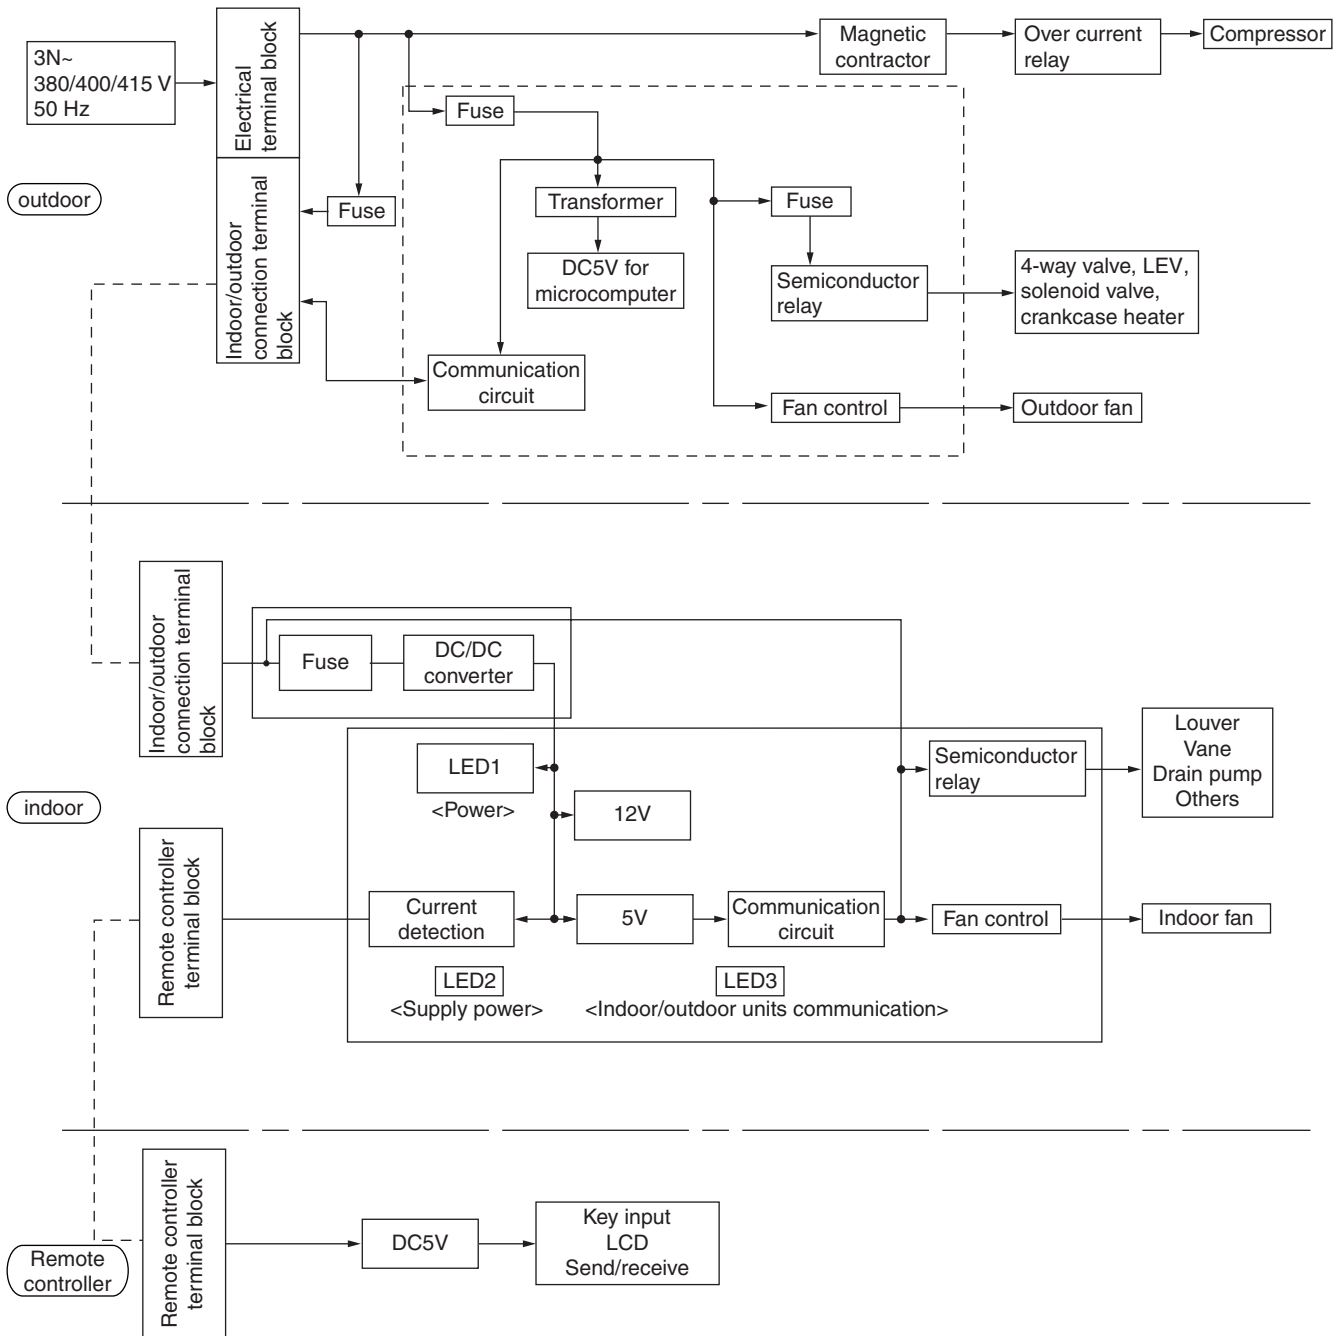 3N~
380/400/415 V
50 Hz
Electrical
terminal block
Magnetic
contractor
Over current
relay
Compressor
Fuse
outdoor
Indoor/outdoor
connection terminal
block
Fuse
Transformer
Fuse
DC5V for
microcomputer
Semiconductor
relay
4-way valve, LEV,
solenoid valve,
crankcase heater
Communication
circuit
Fan control
Outdoor fan
Indoor/outdoor
connection terminal
block
Fuse
DC/DC
converter
LED1
<Power>
12V
Semiconductor
relay
Louver
Vane
Drain pump
Others
indoor
Remote controller
terminal block
Current
detection
5V
Communication
circuit
Fan control
Indoor fan
LED2
<Supply power>
LED3
<Indoor/outdoor units communication>
Remote controller
terminal block
DC5V
Key input
LCD
Send/receive
Remote
controller